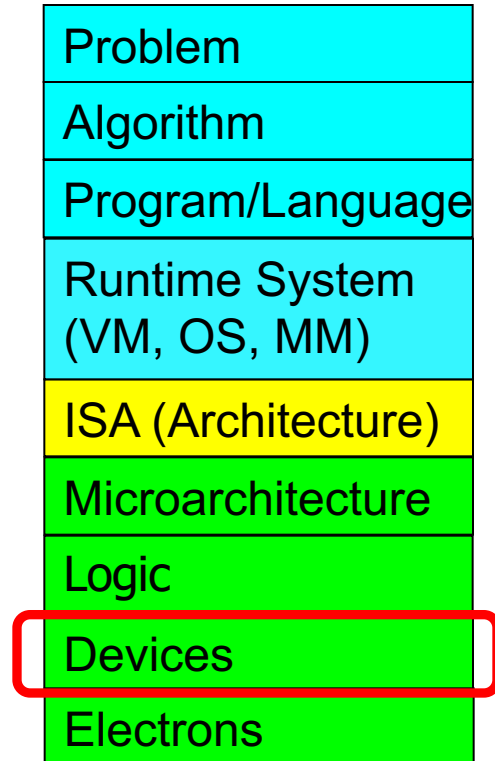 Problem
Algorithm
Program/Language
Runtime System
(VM, OS, MM)
ISA (Architecture)
Microarchitecture
Logic
Devices
Electrons